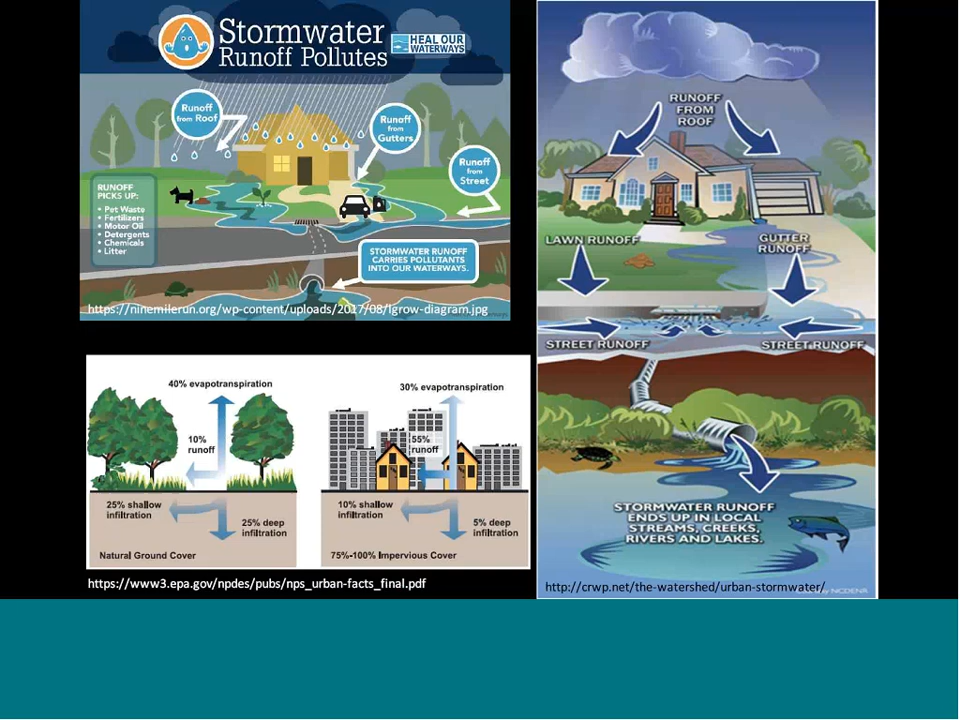 Stormwater
Runoff Pollutes
HEAL OUR
WATERWAYS
Runoff
from Roof
Runoff
from
Gutters
Runoff
from
Street
RUNOFF
PICKS UP:
• Pet Waste
• Fertilizers
• Motor Oil
• Detergents
• Chemicals
• Litter
STORMWATER RUNOFF
CARRIES POLLUTANTS
INTO OUR WATERWAYS.
https://ninemilerun.org/wp-content/uploads/2017/08/Igrow-diagram.jpg
RUNOFF
FROM
ROOF
LAWN RUNOFF
GUTTER
RUNOFF
STREET RUNOFF
STREET RUNOFF
STORMWATER RUNOFF
ENDS UP IN LOCAL
STREAMS, CREEKS,
RIVERS AND LAKES.
http://crwp.net/the-watershed/urban-stormwater/
by NCDENR
40% evapotranspiration
10%
runoff
25% shallow
infiltration
25% deep
infiltration
Natural Ground Cover
30% evapotranspiration
55%
runoff
10% shallow
infiltration
5% deep
infiltration
75%-100% Impervious Cover
https://www3.epa.gov/npdes/pubs/nps_urban-facts_final.pdf